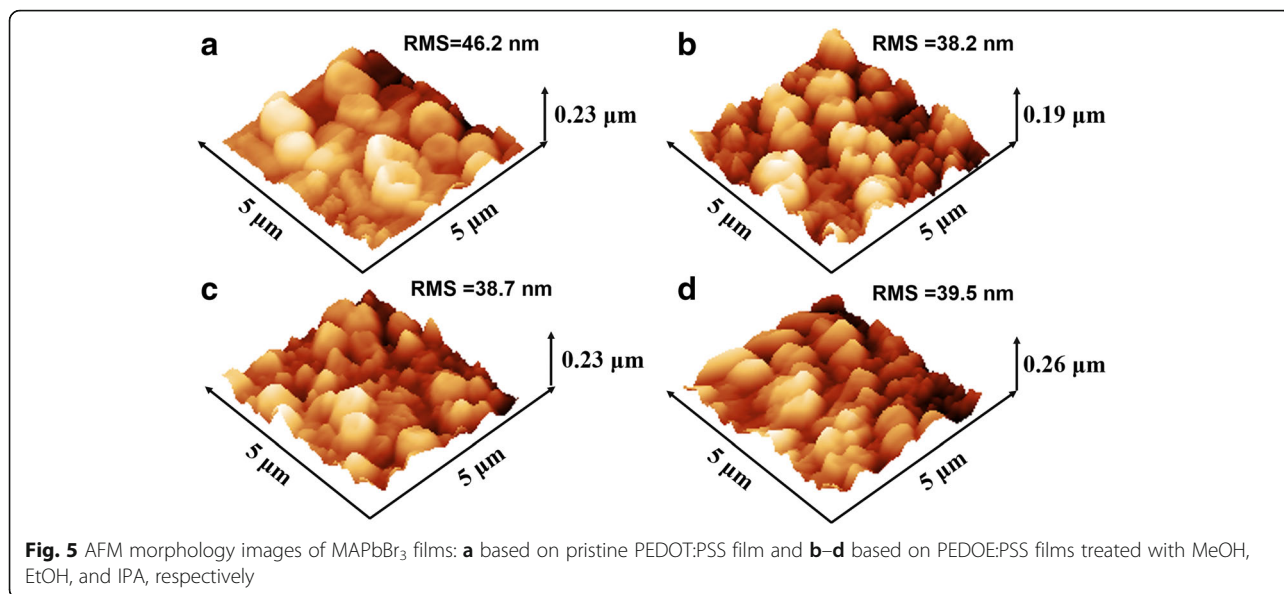 a
RMS=46.2 nm
0.23 µm
5 µm
5 µm
b
RMS =38.2 nm
0.19 µm
5 µm
5 µm
c
RMS =38.7 nm
0.23 µm
5 µm
5 µm
d
RMS =39.5 nm
0.26 µm
5 µm
5 µm
Fig. 5 AFM morphology images of MAPbBr₃ films: a based on pristine PEDOT:PSS film and b–d based on PEDOE:PSS films treated with MeOH,
EtOH, and IPA, respectively